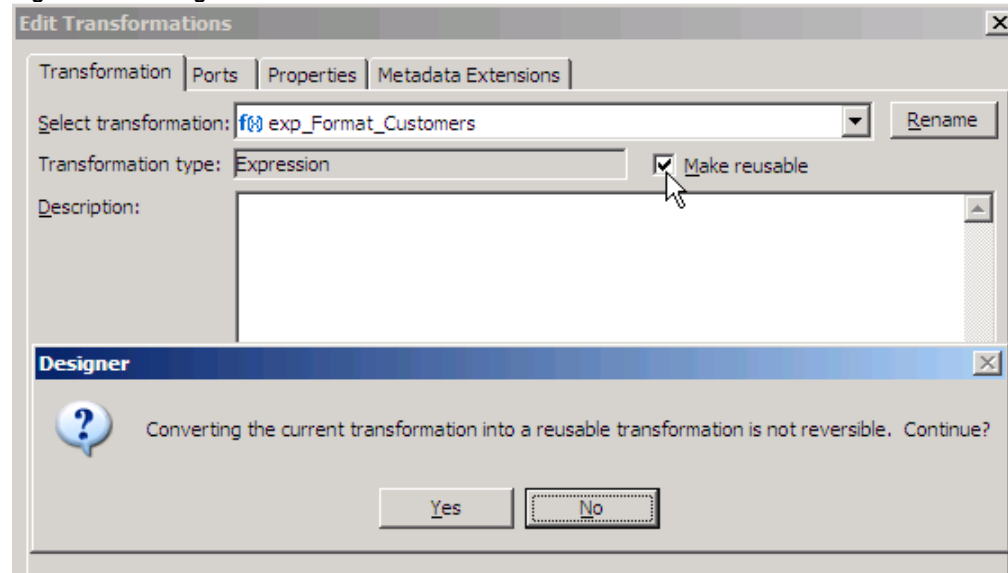 Edit Transformations
Transformation Ports Properties Metadata Extensions
Select transformation: f(x) exp_Format_Customers Rename
Transformation type: Expression Make reusable
Description:
Designer
Converting the current transformation into a reusable transformation is not reversible. Continue?
Yes No